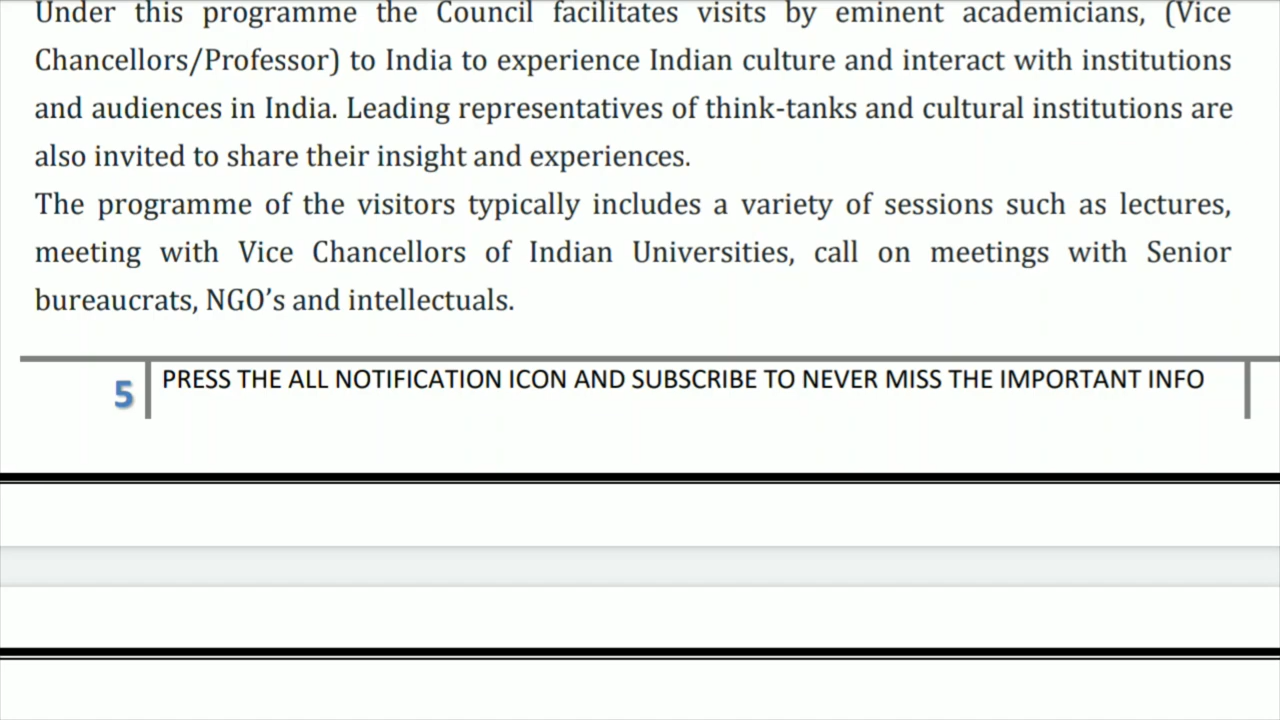 Under this programme the Council facilitates visits by eminent academicians, (Vice
Chancellors/Professor) to India to experience Indian culture and interact with institutions
and audiences in India. Leading representatives of think-tanks and cultural institutions are
also invited to share their insight and experiences.
The programme of the visitors typically includes a variety of sessions such as lectures,
meeting with Vice Chancellors of Indian Universities, call on meetings with Senior
bureaucrats, NGO’s and intellectuals.
5
PRESS THE ALL NOTIFICATION ICON AND SUBSCRIBE TO NEVER MISS THE IMPORTANT INFO